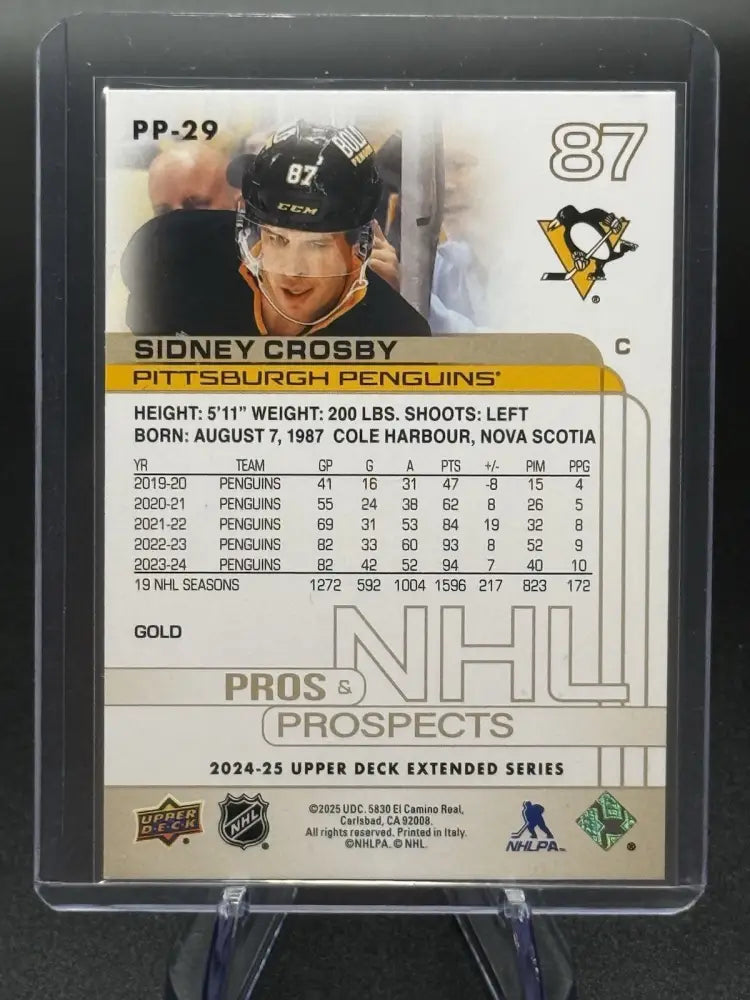 PP-29
87
BOLD
PENGUINS
87
CCM
SIDNEY CROSBY
C
PITTSBURGH PENGUINS®
HEIGHT: 5'11" WEIGHT: 200 LBS. SHOOTS: LEFT
BORN: AUGUST 7, 1987 COLE HARBOUR, NOVA SCOTIA
YR TEAM GP G A PTS +/- PIM PPG
2019-20 PENGUINS 41 16 31 47 -8 15 4
2020-21 PENGUINS 55 24 38 62 8 26 5
2021-22 PENGUINS 69 31 53 84 19 32 8
2022-23 PENGUINS 82 33 60 93 8 52 9
2023-24 PENGUINS 82 42 52 94 7 40 10
19 NHL SEASONS 1272 592 1004 1596 217 823 172
GOLD
NHL
PROS &
PROSPECTS
2024-25 UPPER DECK EXTENDED SERIES
UPPER
DECK
NHL
©2025 UDC. 5830 El Camino Real,
Carlsbad, CA 92008.
All rights reserved. Printed in Italy.
©NHLPA. © NHL.
NHLPA